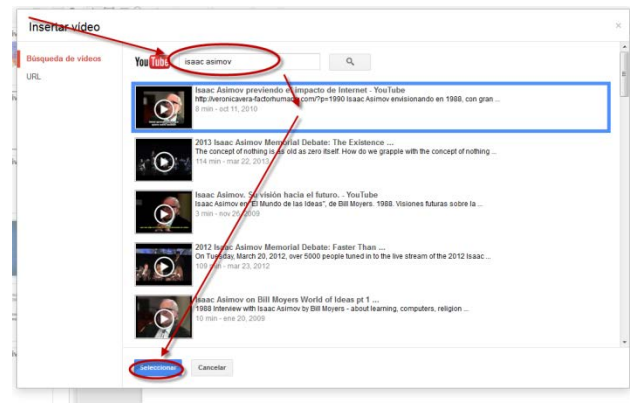 Insertar vídeo
Búsqueda de vídeos
URL
YouTube
isaac asimov
Isaac Asimov previendo el impacto de Internet - YouTube
http://veronicavera-factorhumano.com/?p=1990 Isaac Asimov envisionando en 1988, con gran ...
8 min - oct 11, 2010
2013 Isaac Asimov Memorial Debate: The Existence ...
The concept of nothing is as old as zero itself. How do we grapple with the concept of nothing ...
114 min - mar 22, 2013
Isaac Asimov. Su visión hacia el futuro. - YouTube
Isaac Asimov en "El Mundo de las Ideas", de Bill Moyers. 1988. Visiones futuras sobre la ...
3 min - nov 26, 2009
2012 Isaac Asimov Memorial Debate: Faster Than ...
On Tuesday, March 20, 2012, over 5000 people tuned in to the live stream of the 2012 Isaac ...
109 min - mar 23, 2012
Isaac Asimov on Bill Moyers World of Ideas pt 1 ...
1988 Interview with Isaac Asimov by Bill Moyers - about learning, computers, religion ...
10 min - ene 20, 2009
Seleccionar
Cancelar